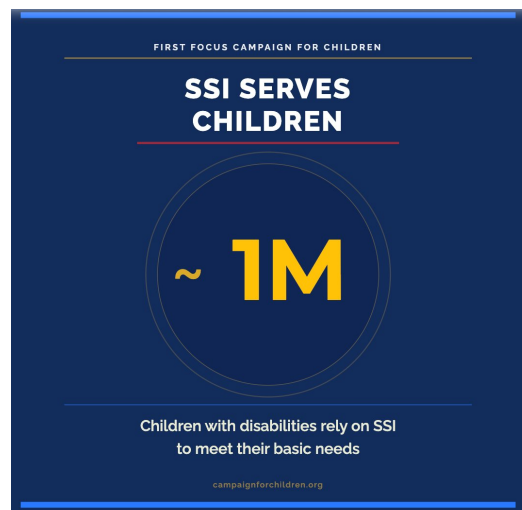 FIRST FOCUS CAMPAIGN FOR CHILDREN
SSI SERVES
CHILDREN
~ 1M
Children with disabilities rely on SSI
to meet their basic needs
campaignforchildren.org